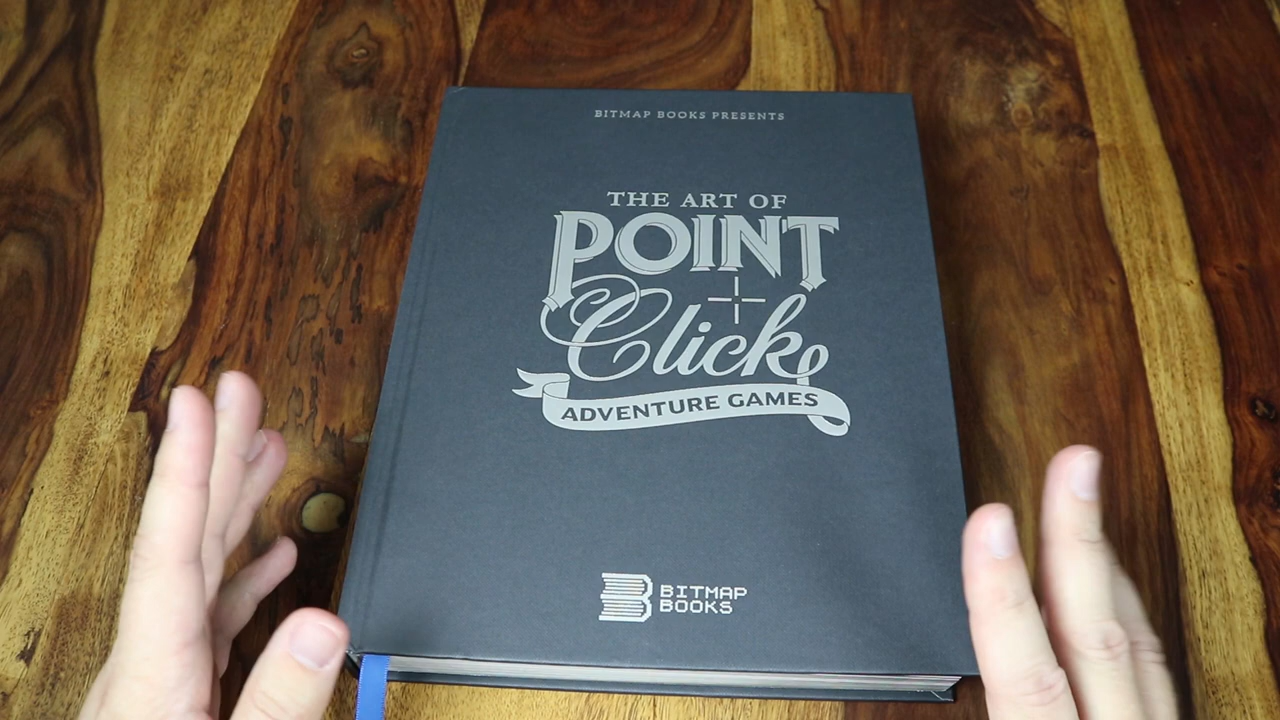 BITMAP BOOKS PRESENTS
THE ART OF
POINT
Click
ADVENTURE GAMES
BITMAP
BOOKS